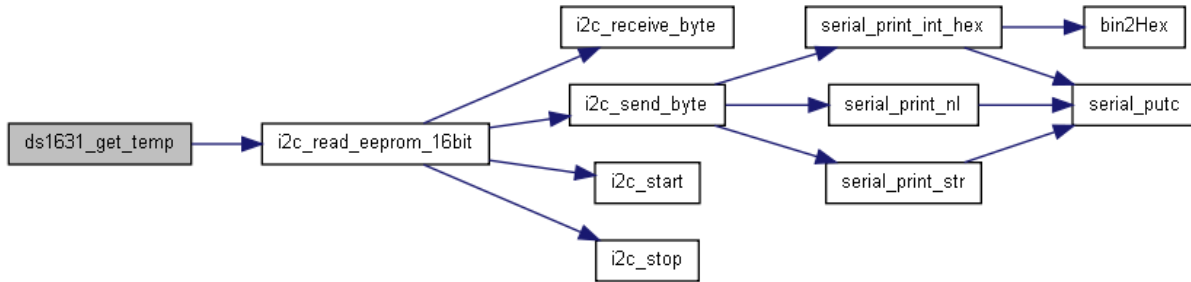 ds1631_get_temp
i2c_read_eeprom_16bit
i2c_receive_byte
i2c_send_byte
i2c_start
i2c_stop
serial_print_int_hex
serial_print_nl
serial_print_str
bin2Hex
serial_putc